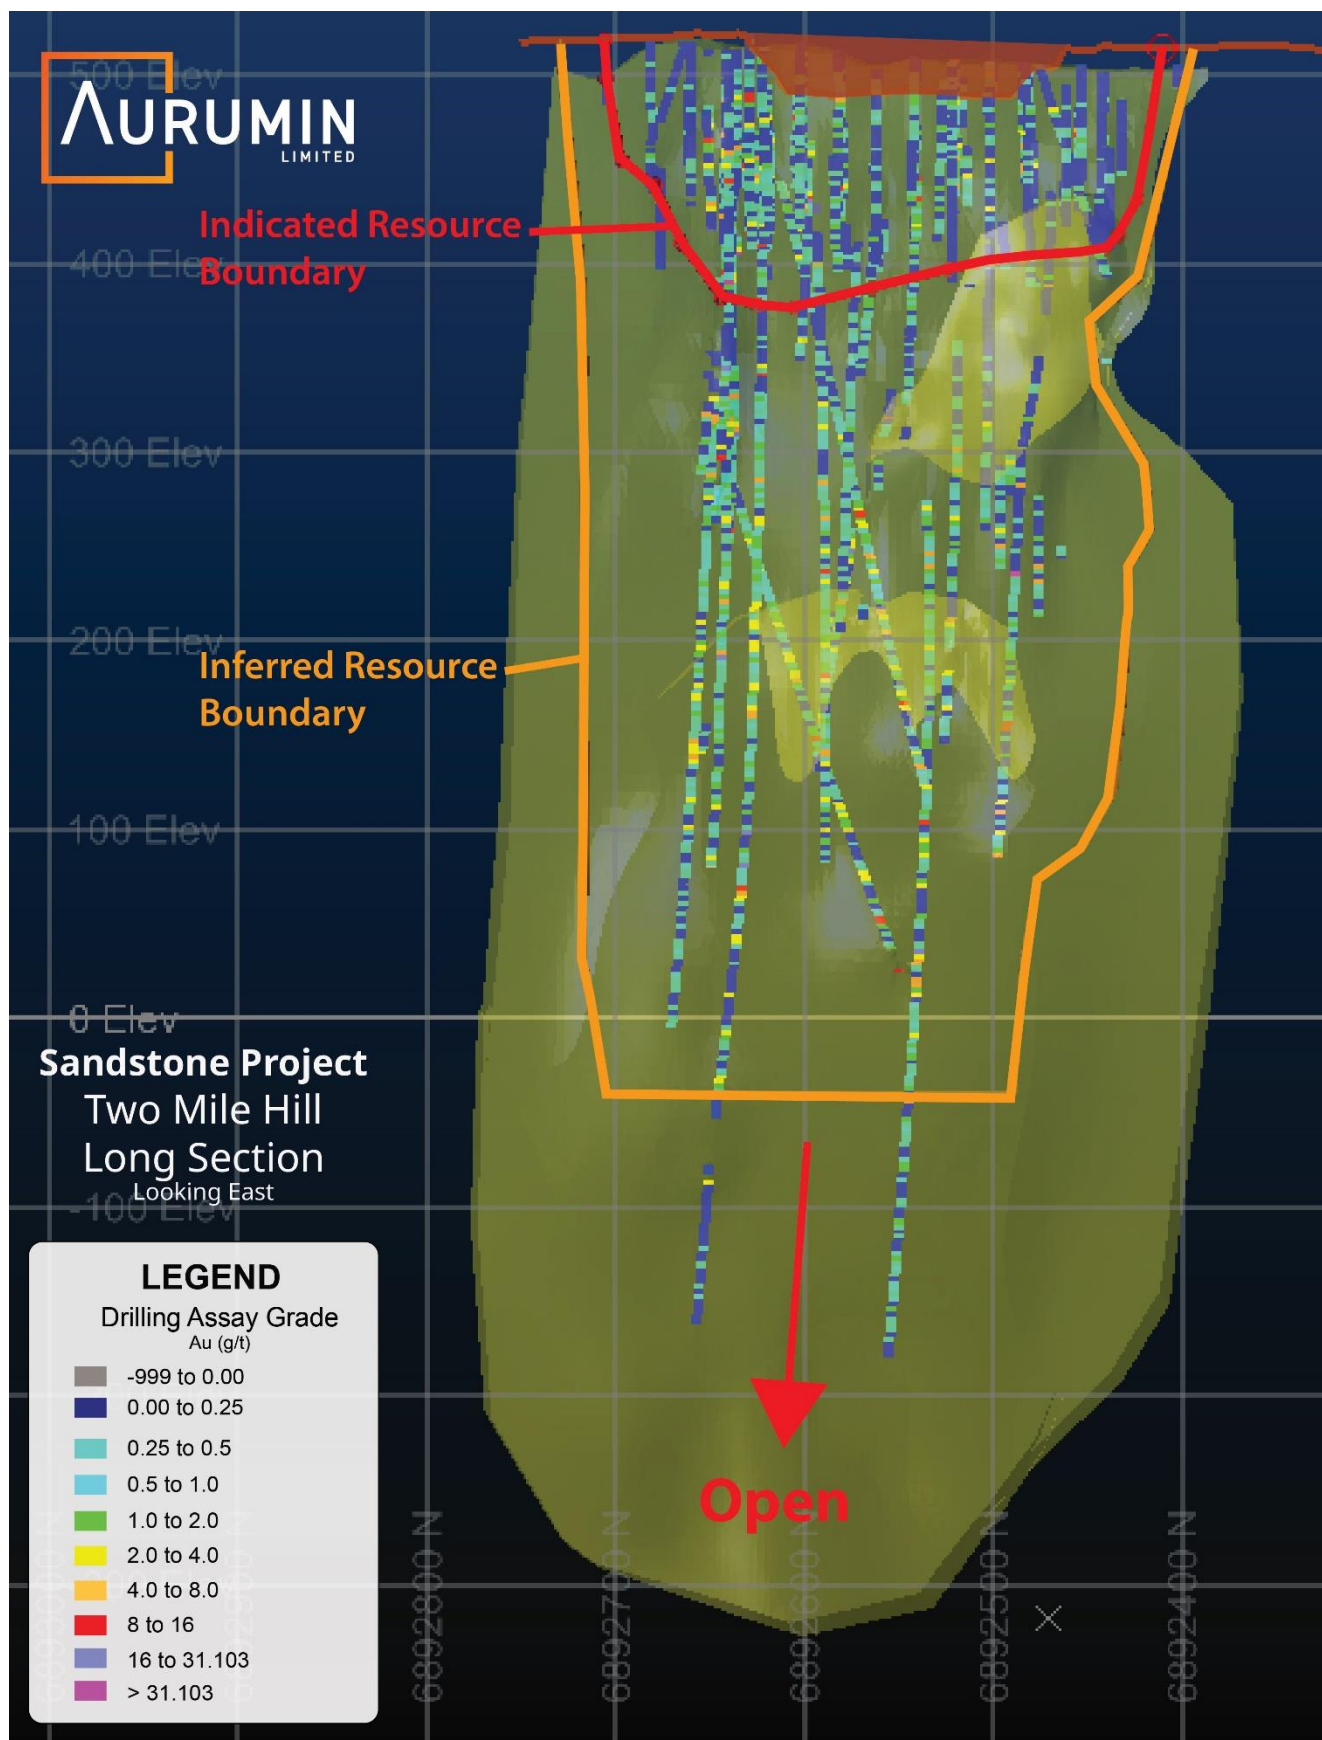 AURUMIN
LIMITED
500 Elev
Indicated Resource
Boundary
400 Elev
300 Elev
200 Elev
Inferred Resource
Boundary
100 Elev
0 Elev
Sandstone Project
Two Mile Hill
Long Section
Looking East
-100 Elev
LEGEND
Drilling Assay Grade
Au (g/t)
-999 to 0.00
0.00 to 0.25
0.25 to 0.5
0.5 to 1.0
1.0 to 2.0
2.0 to 4.0
4.0 to 8.0
8 to 16
16 to 31.103
> 31.103
Open
6892800 N
6892700 N
6892600 N
6892500 N
6892400 N